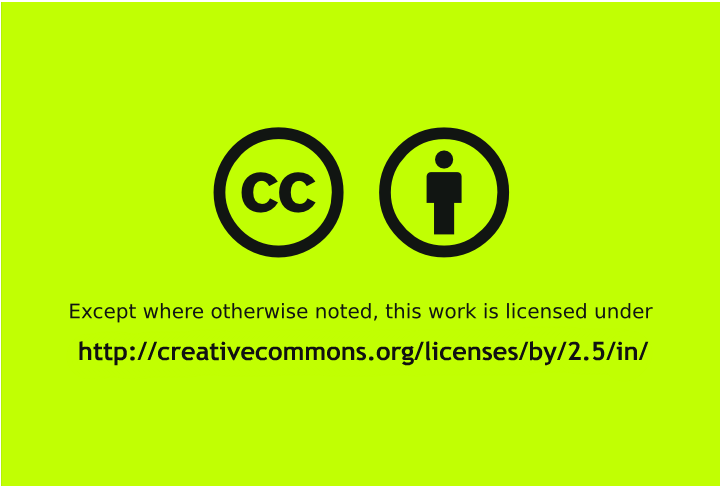 cc
Except where otherwise noted, this work is licensed under
http://creativecommons.org/licenses/by/2.5/in/